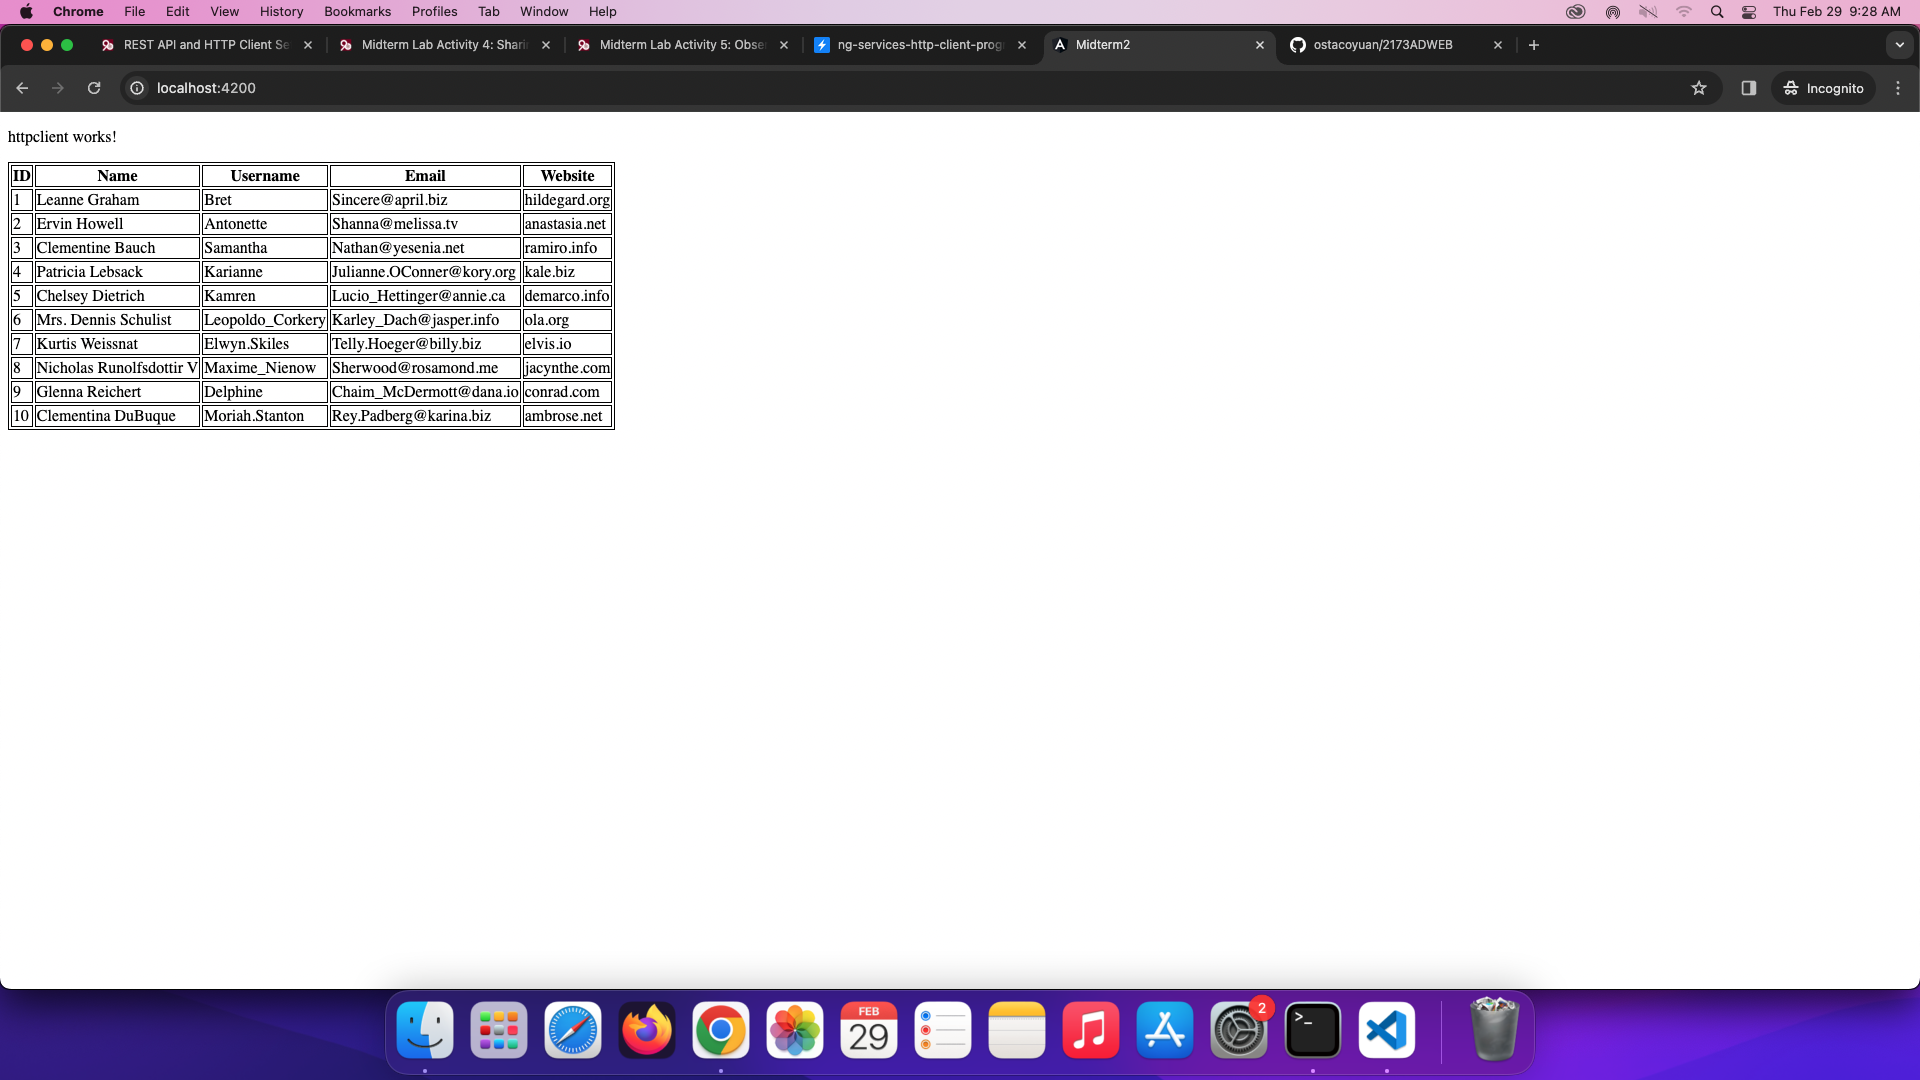 Chrome File Edit View History Bookmarks Profiles Tab Window Help Thu Feb 29 9:28 AM
REST API and HTTP Client Se Midterm Lab Activity 4: Shari Midterm Lab Activity 5: Obse ng-services-http-client-prog Midterm2 ostacoyuan/2173ADWEB
localhost:4200 Incognito
httpclient works!
ID Name Username Email Website
1 Leanne Graham Bret Sincere@april.biz hildegard.org
2 Ervin Howell Antonette Shanna@melissa.tv anastasia.net
3 Clementine Bauch Samantha Nathan@yesenia.net ramiro.info
4 Patricia Lebsack Karianne Julianne.OConner@kory.org kale.biz
5 Chelsey Dietrich Kamren Lucio_Hettinger@annie.ca demarco.info
6 Mrs. Dennis Schulist Leopoldo_Corkery Karley_Dach@jasper.info ola.org
7 Kurtis Weissnat Elwyn.Skiles Telly.Hoeger@billy.biz elvis.io
8 Nicholas Runolfsdottir V Maxime_Nienow Sherwood@rosamond.me jacynthe.com
9 Glenna Reichert Delphine Chaim_McDermott@dana.io conrad.com
10 Clementina DuBuque Moriah.Stanton Rey.Padberg@karina.biz ambrose.net
FEB 2
29 >_